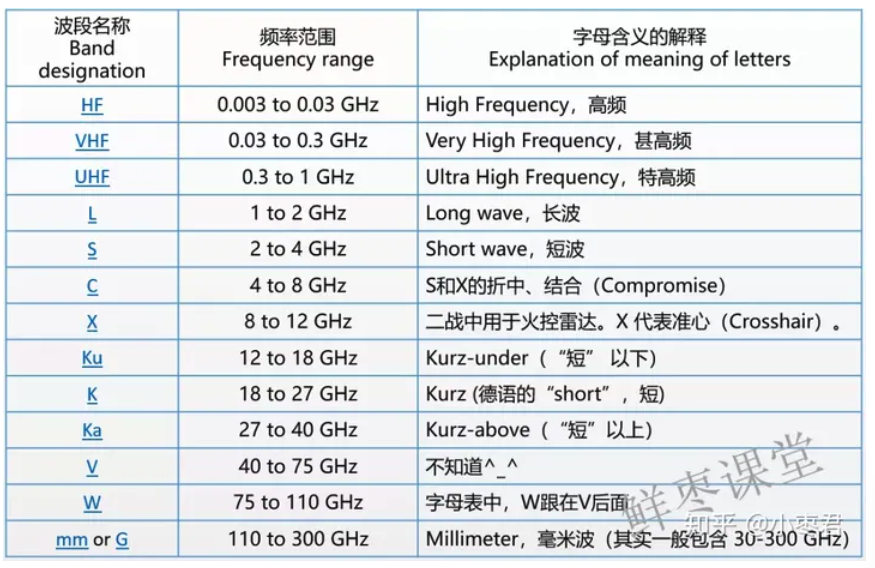 波段名称
Band
designation
频率范围
Frequency range
字母含义的解释
Explanation of meaning of letters
HF 0.003 to 0.03 GHz High Frequency，高频
VHF 0.03 to 0.3 GHz Very High Frequency，甚高频
UHF 0.3 to 1 GHz Ultra High Frequency，特高频
L 1 to 2 GHz Long wave，长波
S 2 to 4 GHz Short wave，短波
C 4 to 8 GHz S和X的折中、结合（Compromise）
X 8 to 12 GHz 二战中用于火控雷达。X 代表准心（Crosshair）。
Ku 12 to 18 GHz Kurz-under（“短” 以下）
K 18 to 27 GHz Kurz (德语的“short”，短)
Ka 27 to 40 GHz Kurz-above（“短”以上）
V 40 to 75 GHz 不知道^_^
W 75 to 110 GHz 字母表中，W跟在V后面
mm or G 110 to 300 GHz Millimeter，毫米波（其实一般包含 30-300 GHz）
鲜枣课堂
知乎 @小枣君